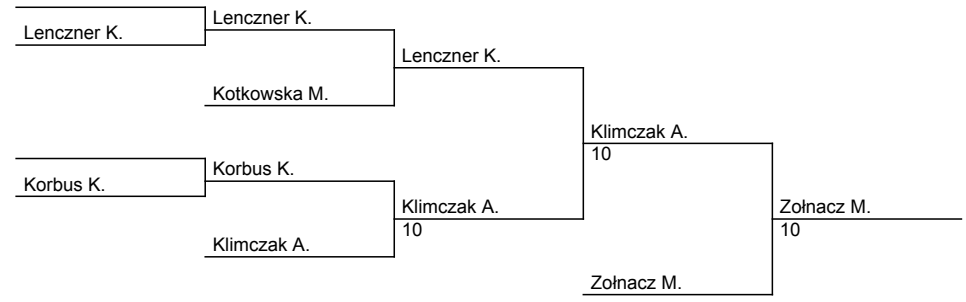 Lenczner K.
Lenczner K.
Lenczner K.
Kotkowska M.
Klimczak A.
10
Korbus K.
Korbus K.
Klimczak A.
10
Zołnacz M.
10
Klimczak A.
Zołnacz M.